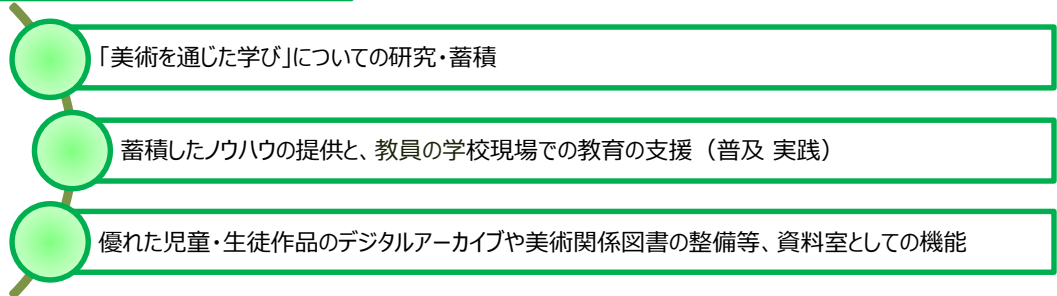 「美術を通じた学び」についての研究・蓄積
蓄積したノウハウの提供と、教員の学校現場での教育の支援（普及 実践）
優れた児童・生徒作品のデジタルアーカイブや美術関係図書の整備等、資料室としての機能